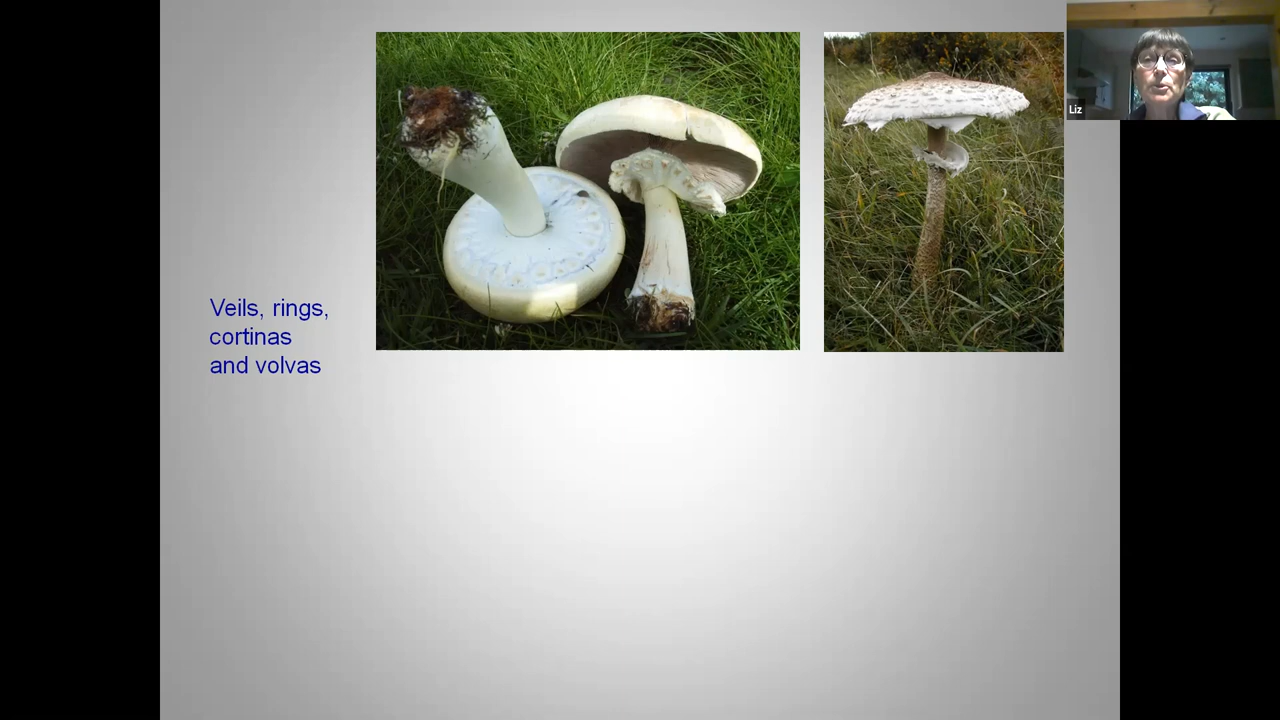 Veils, rings,
cortinas
and volvas
Liz